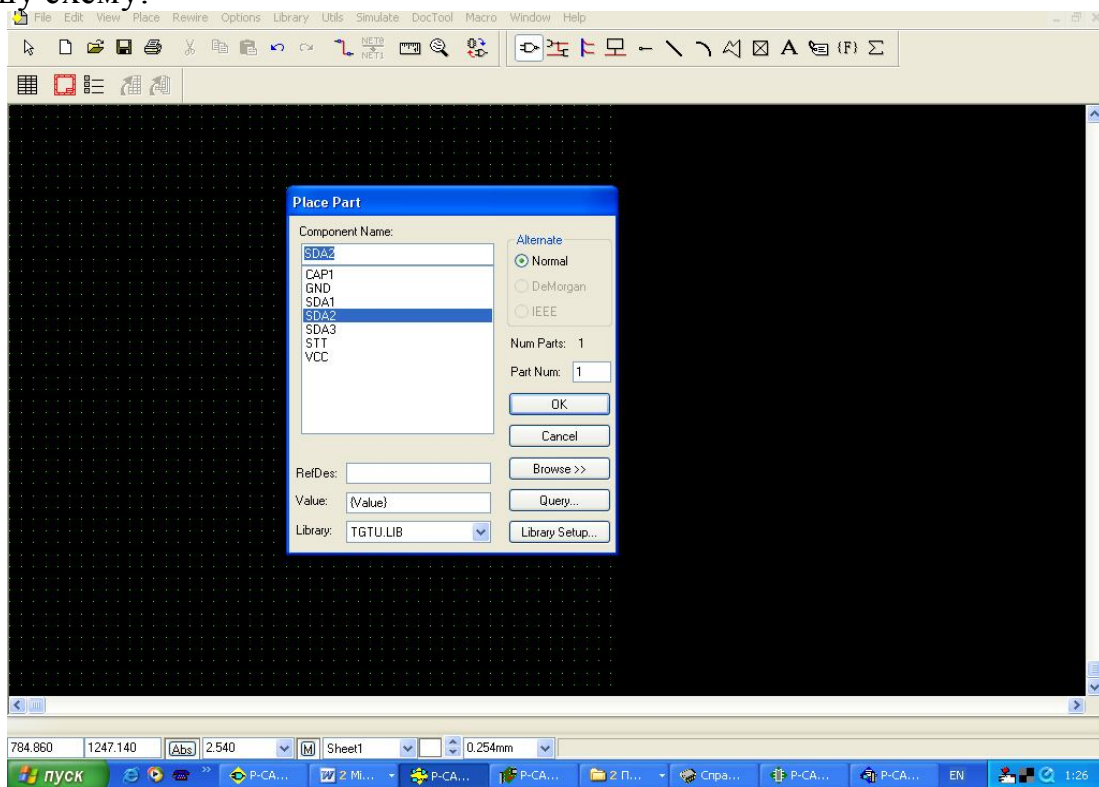 схему.
File Edit View Place Rewire Options Library Utils Simulate DocTool Macro Window Help
NET0
NET1
A {F} Σ
Place Part
Component Name:
SDA2
CAP1
GND
SDA1
SDA2
SDA3
STT
VCC
Alternate
Normal
DeMorgan
IEEE
Num Parts: 1
Part Num: 1
OK
Cancel
RefDes:
Browse >>
Value: {Value}
Query...
Library: TGTU.LIB
Library Setup...
784.860 1247.140 Abs 2.540 M Sheet1 0.254mm
пуск » P-CA... 2 Mi... P-CA... P-CA... 2 П... Спра... P-CA... P-CA... EN 1:26